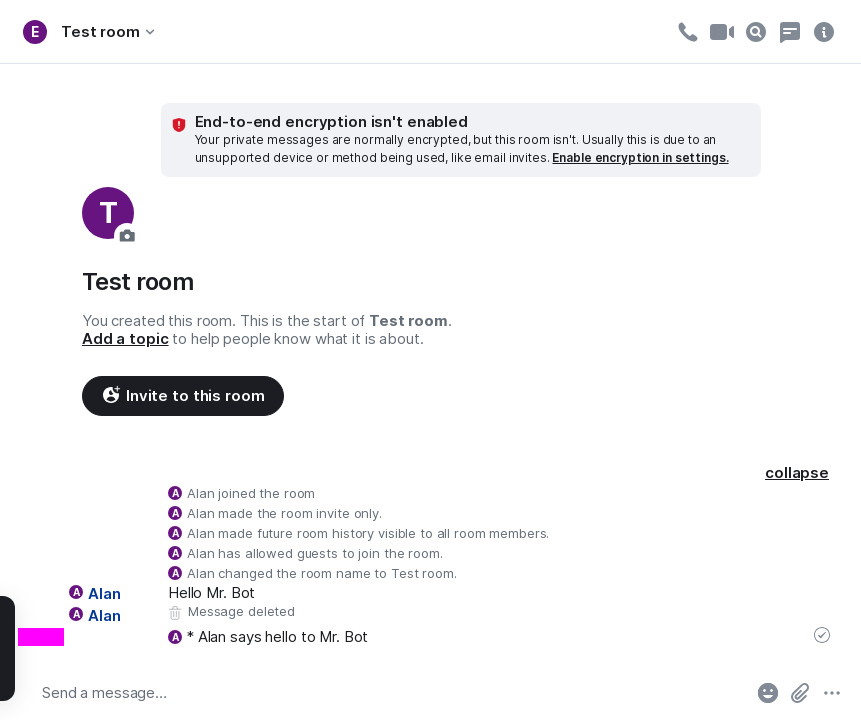 E Test room
End-to-end encryption isn't enabled
Your private messages are normally encrypted, but this room isn't. Usually this is due to an
unsupported device or method being used, like email invites. Enable encryption in settings.
T
Test room
You created this room. This is the start of Test room.
Add a topic to help people know what it is about.
Invite to this room
collapse
A Alan joined the room
A Alan made the room invite only.
A Alan made future room history visible to all room members.
A Alan has allowed guests to join the room.
A Alan changed the room name to Test room.
A Alan Hello Mr. Bot
A Alan Message deleted
A * Alan says hello to Mr. Bot
Send a message…